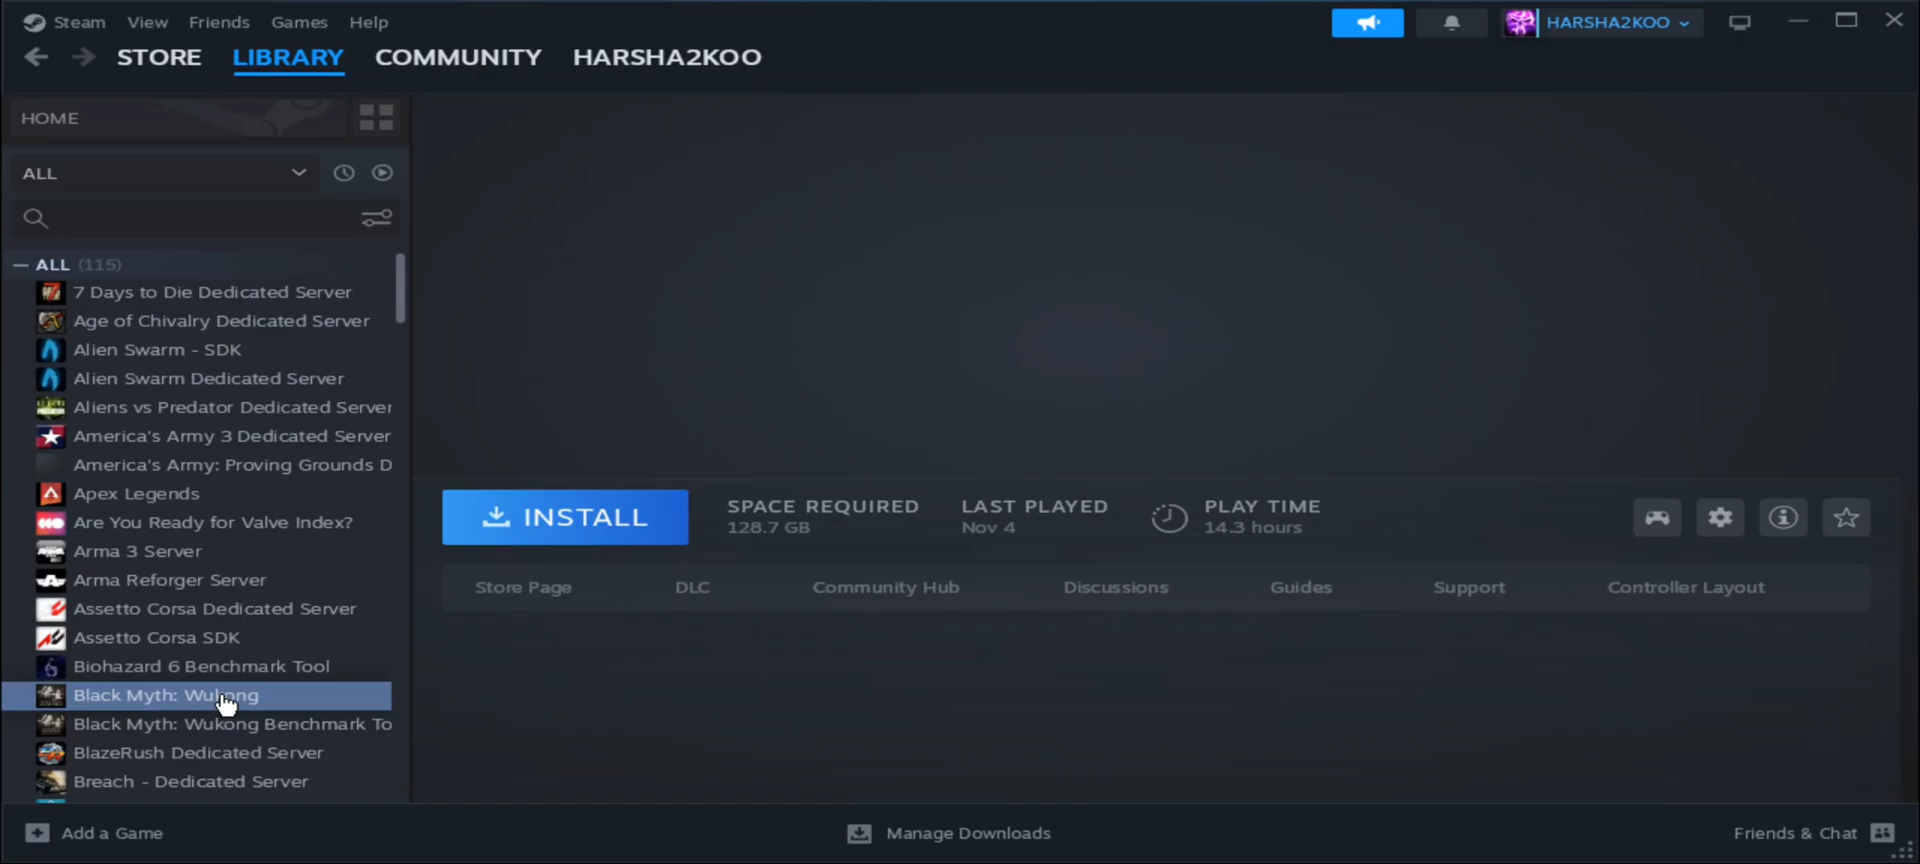 Steam View Friends Games Help
HARSHA2KOO
STORE LIBRARY COMMUNITY HARSHA2KOO
HOME
ALL
ALL (115)
7 Days to Die Dedicated Server
Age of Chivalry Dedicated Server
Alien Swarm - SDK
Alien Swarm Dedicated Server
Aliens vs Predator Dedicated Server
America's Army 3 Dedicated Server
America's Army: Proving Grounds D
Apex Legends
Are You Ready for Valve Index?
Arma 3 Server
Arma Reforger Server
Assetto Corsa Dedicated Server
Assetto Corsa SDK
Biohazard 6 Benchmark Tool
Black Myth: Wukong
Black Myth: Wukong Benchmark To
BlazeRush Dedicated Server
Breach - Dedicated Server
INSTALL
SPACE REQUIRED
128.7 GB
LAST PLAYED
Nov 4
PLAY TIME
14.3 hours
Store Page DLC Community Hub Discussions Guides Support Controller Layout
Add a Game
Manage Downloads
Friends & Chat